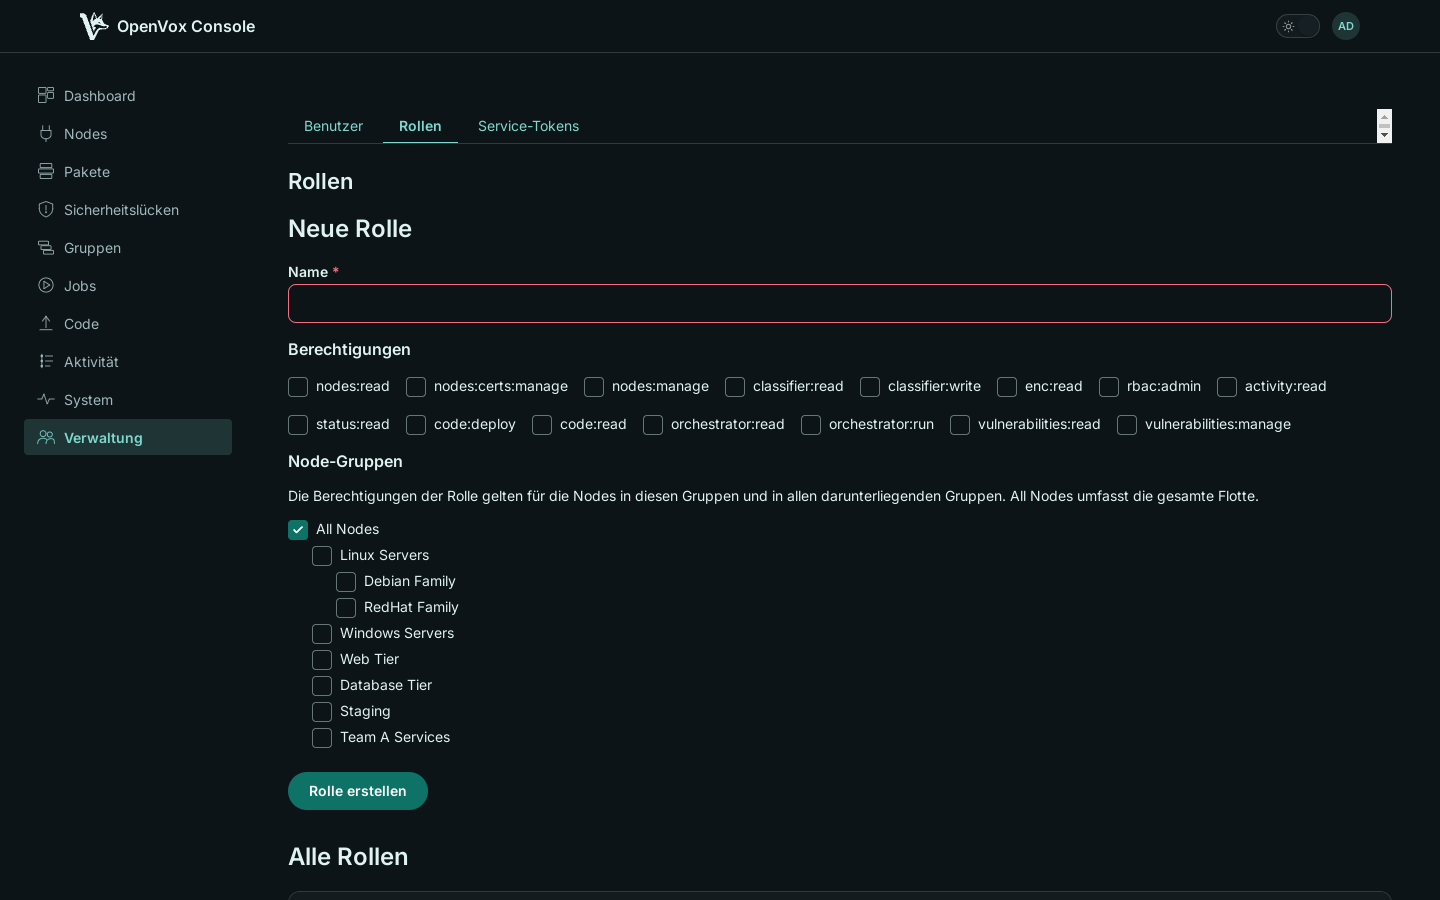 OpenVox Console
AD
Dashboard
Nodes
Pakete
Sicherheitslücken
Gruppen
Jobs
Code
Aktivität
System
Verwaltung
Benutzer Rollen Service-Tokens
Rollen
Neue Rolle
Name *
Berechtigungen
nodes:read nodes:certs:manage nodes:manage classifier:read classifier:write enc:read rbac:admin activity:read
status:read code:deploy code:read orchestrator:read orchestrator:run vulnerabilities:read vulnerabilities:manage
Node-Gruppen
Die Berechtigungen der Rolle gelten für die Nodes in diesen Gruppen und in allen darunterliegenden Gruppen. All Nodes umfasst die gesamte Flotte.
All Nodes
Linux Servers
Debian Family
RedHat Family
Windows Servers
Web Tier
Database Tier
Staging
Team A Services
Rolle erstellen
Alle Rollen